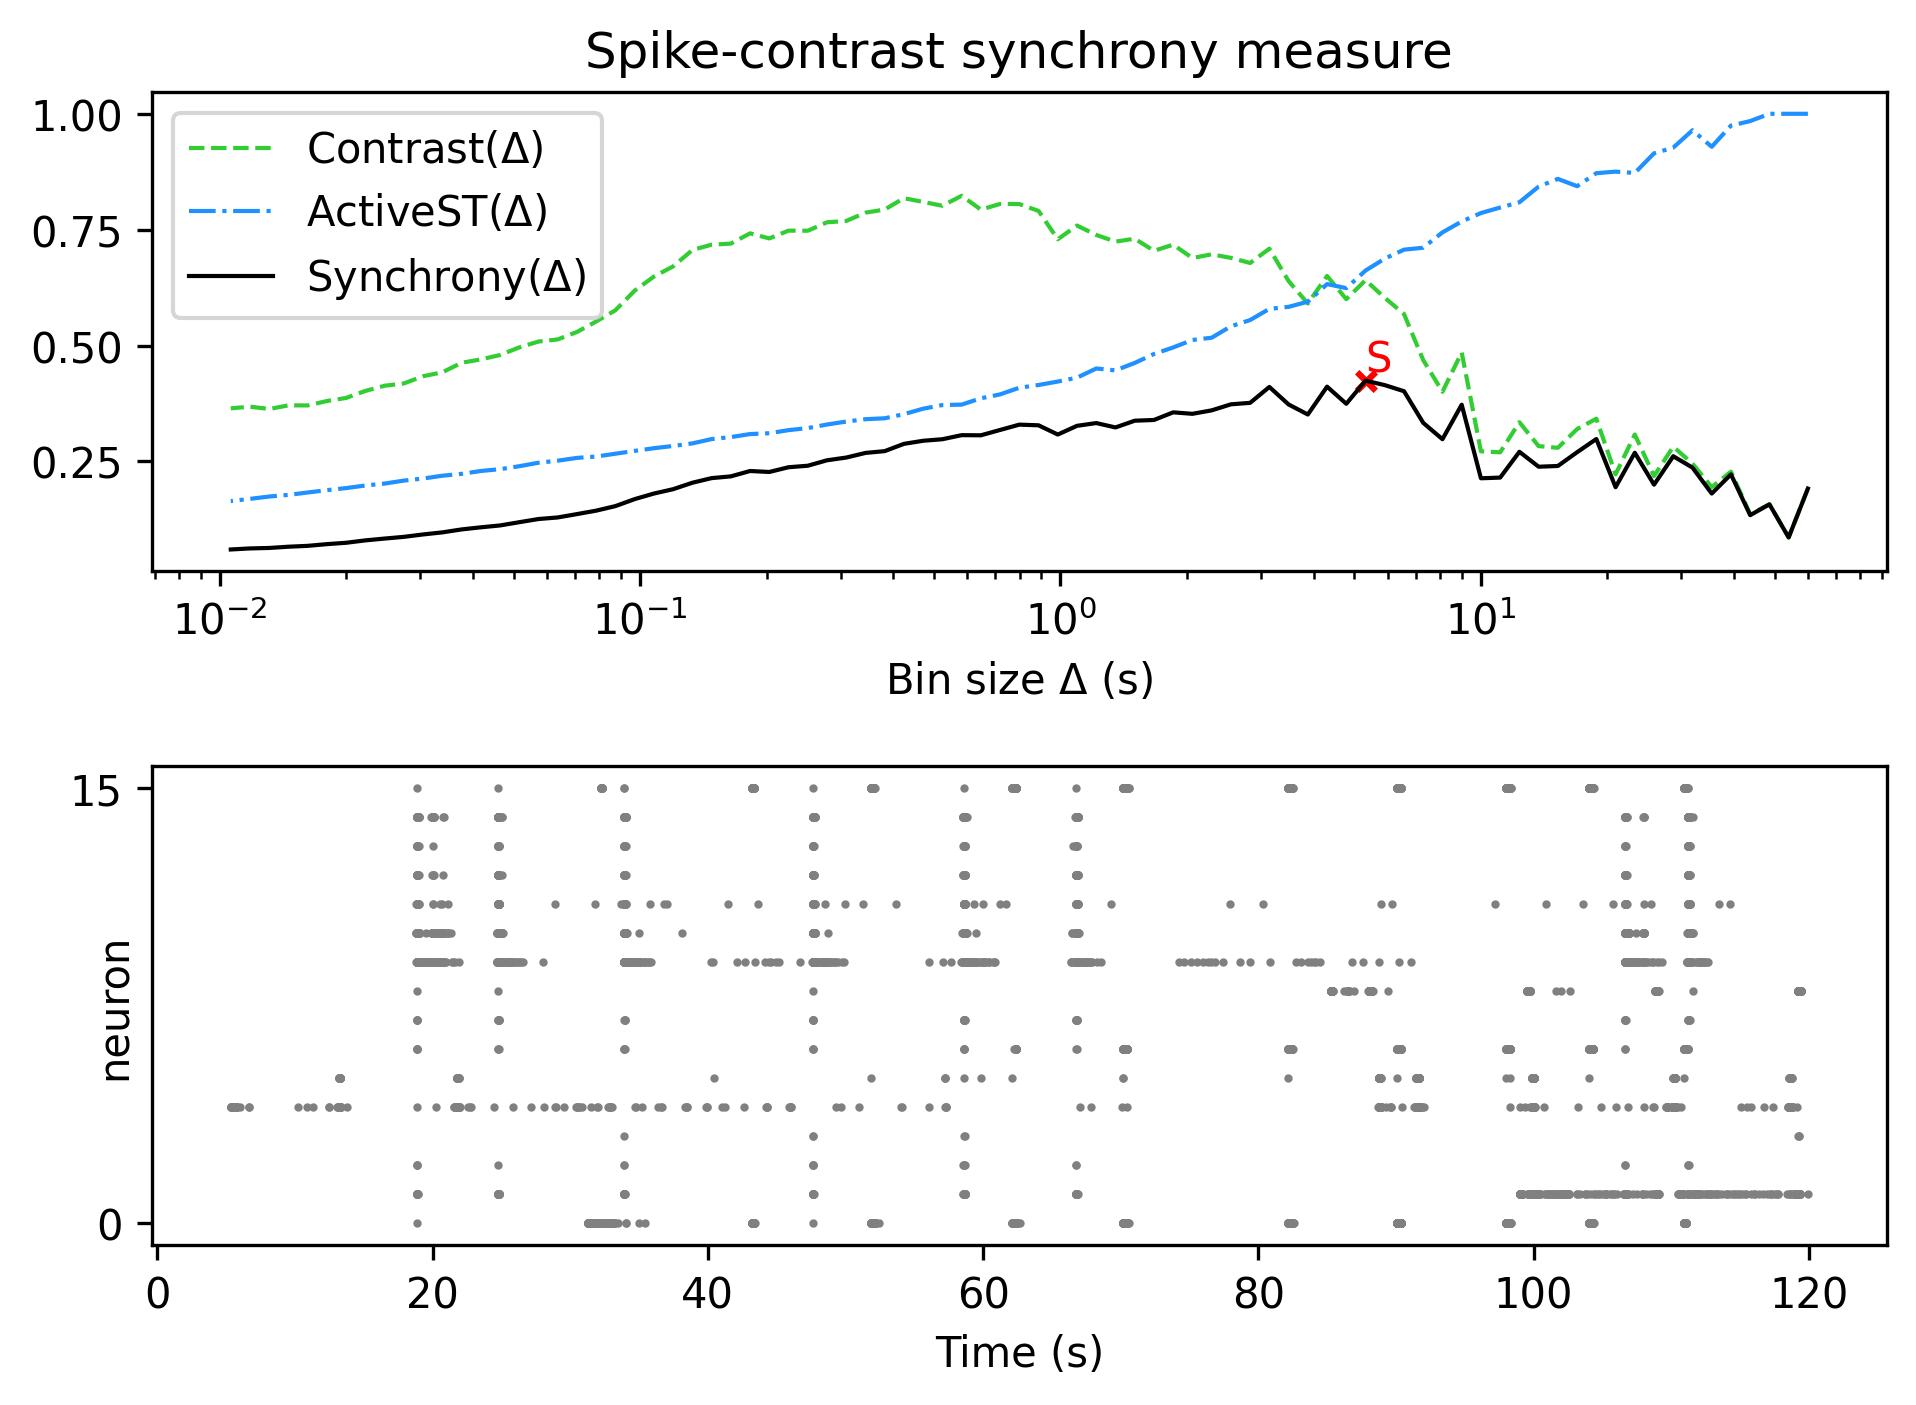 Spike-contrast synchrony measure
1.00
0.75
0.50
0.25
Contrast(Δ)
ActiveST(Δ)
Synchrony(Δ)
S
10⁻² 10⁻¹ 10⁰ 10¹
Bin size Δ (s)
15
0
neuron
0 20 40 60 80 100 120
Time (s)